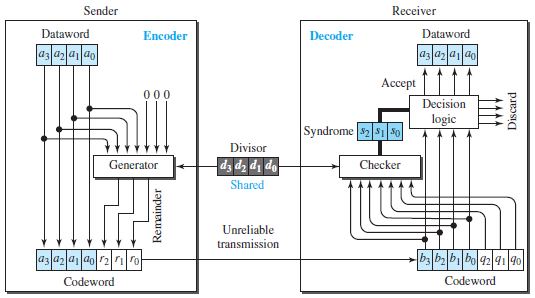 Sender
Receiver
Dataword
Encoder
Decoder
Dataword
a3 a2 a1 a0
a3 a2 a1 a0
Accept
0 0 0
Decision
logic
Discard
Syndrome s2 s1 s0
Divisor
Generator
d3 d2 d1 d0
Checker
Shared
Remainder
Unreliable
transmission
a3 a2 a1 a0 r2 r1 r0
b3 b2 b1 b0 q2 q1 q0
Codeword
Codeword